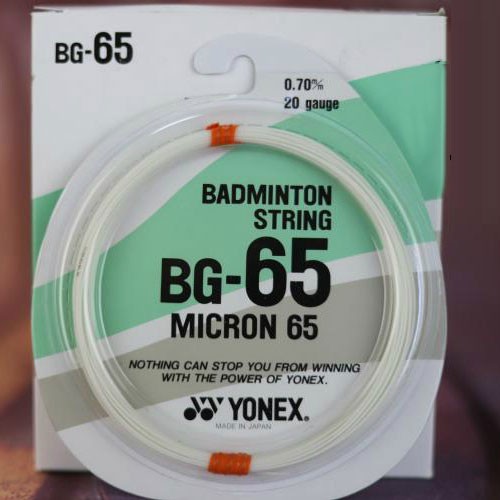 BG-65
0.70 m/m
20 gauge
BADMINTON
STRING
BG-65
MICRON 65
NOTHING CAN STOP YOU FROM WINNING
WITH THE POWER OF YONEX.
YONEX®
MADE IN JAPAN